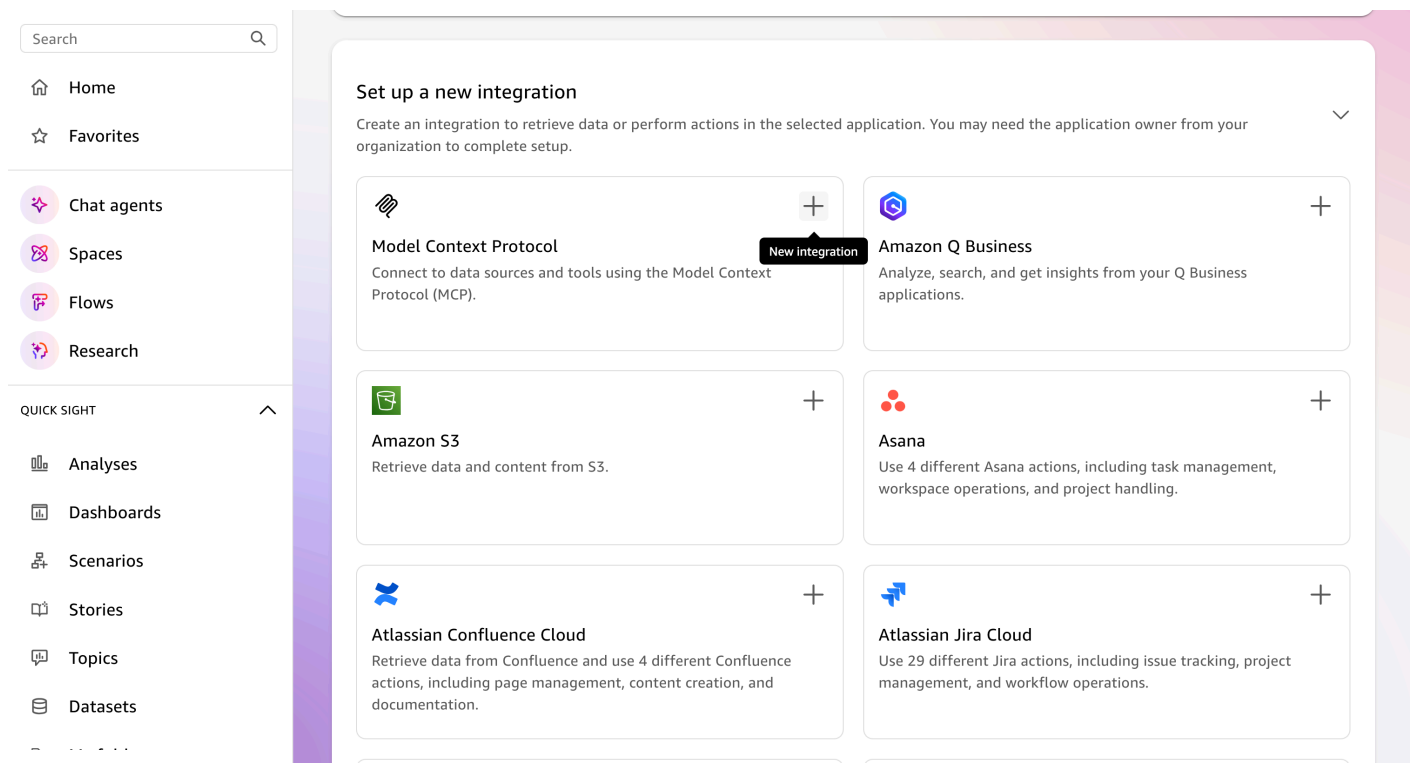 Search
Home
Favorites
Chat agents
Spaces
Flows
Research
QUICK SIGHT
Analyses
Dashboards
Scenarios
Stories
Topics
Datasets
Set up a new integration
Create an integration to retrieve data or perform actions in the selected application. You may need the application owner from your
organization to complete setup.
Model Context Protocol
Connect to data sources and tools using the Model Context
Protocol (MCP).
New integration
Amazon Q Business
Analyze, search, and get insights from your Q Business
applications.
Amazon S3
Retrieve data and content from S3.
Asana
Use 4 different Asana actions, including task management,
workspace operations, and project handling.
Atlassian Confluence Cloud
Retrieve data from Confluence and use 4 different Confluence
actions, including page management, content creation, and
documentation.
Atlassian Jira Cloud
Use 29 different Jira actions, including issue tracking, project
management, and workflow operations.